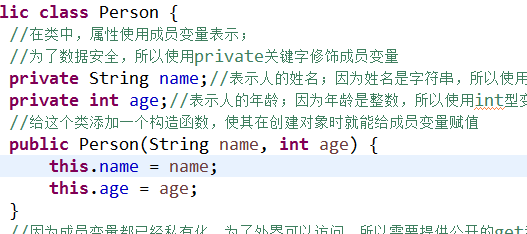 lic class Person {
//在类中，属性使用成员变量表示；
//为了数据安全，所以使用private关键字修饰成员变量
private String name;//表示人的姓名；因为姓名是字符串，所以使用
private int age;//表示人的年龄；因为年龄是整数，所以使用int型变
//给这个类添加一个构造函数，使其在创建对象时就能给成员变量赋值
public Person(String name, int age) {
this.name = name;
this.age = age;
}
//因为成员变量都已经私有化，为了外界可以访问，所以需要提供公开的get